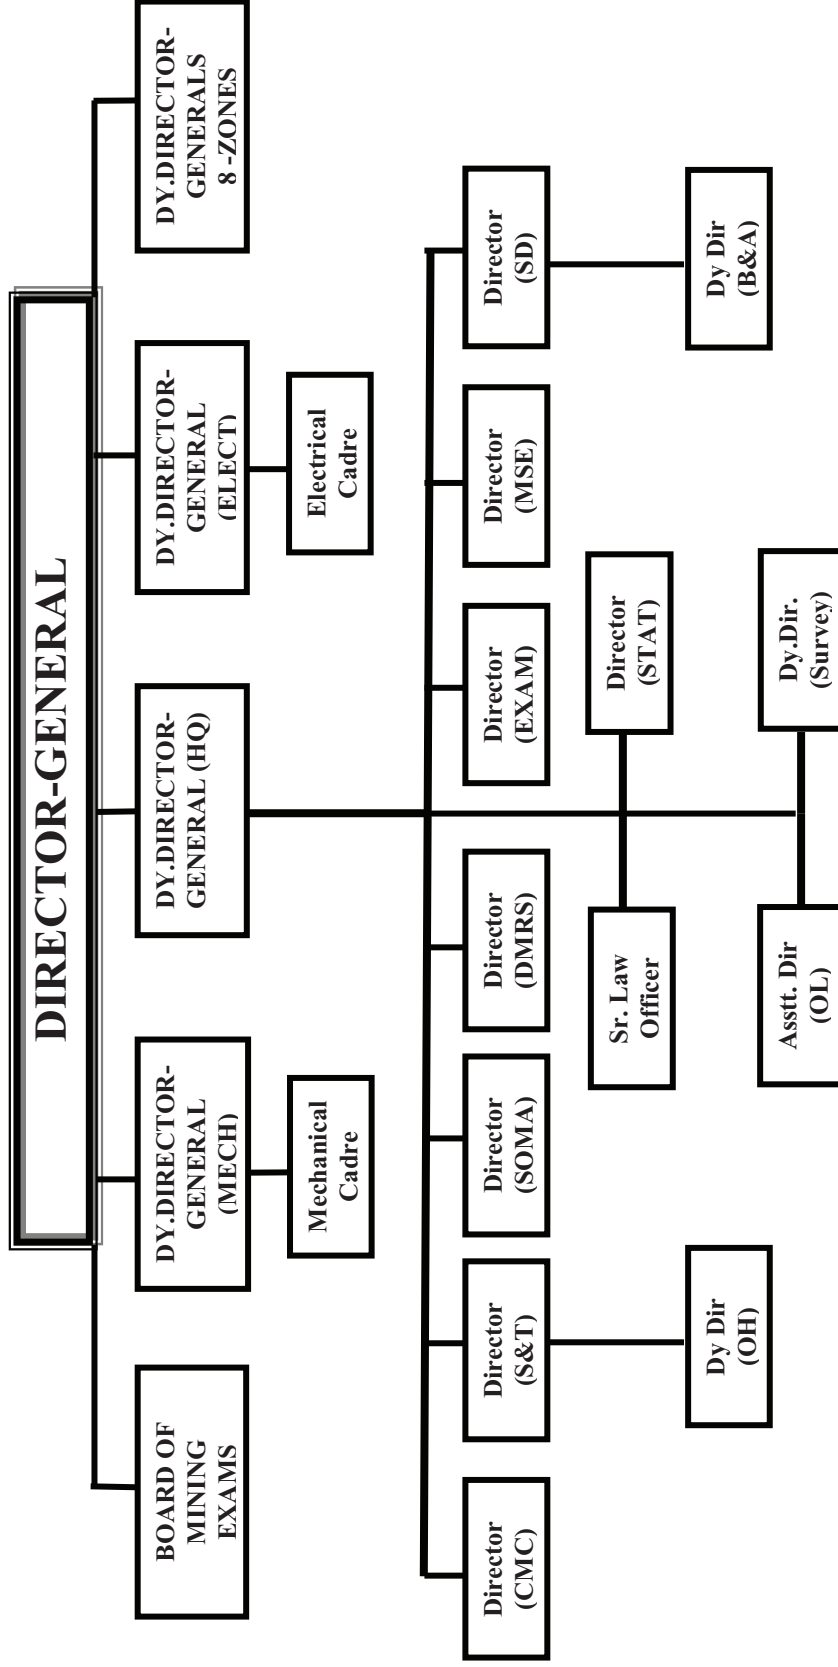 DIRECTOR-GENERAL
BOARD OF
MINING
EXAMS
DY.DIRECTOR-
GENERAL
(MECH)
DY.DIRECTOR-
GENERAL (HQ)
DY.DIRECTOR-
GENERAL
(ELECT)
DY.DIRECTOR-
GENERALS
8 -ZONES
Mechanical
Cadre
Electrical
Cadre
Director
(CMC)
Director
(S&T)
Director
(SOMA)
Director
(DMRS)
Director
(EXAM)
Director
(MSE)
Director
(SD)
Sr. Law
Officer
Director
(STAT)
Dy Dir
(OH)
Dy Dir
(B&A)
Asstt. Dir
(OL)
Dy.Dir.
(Survey)